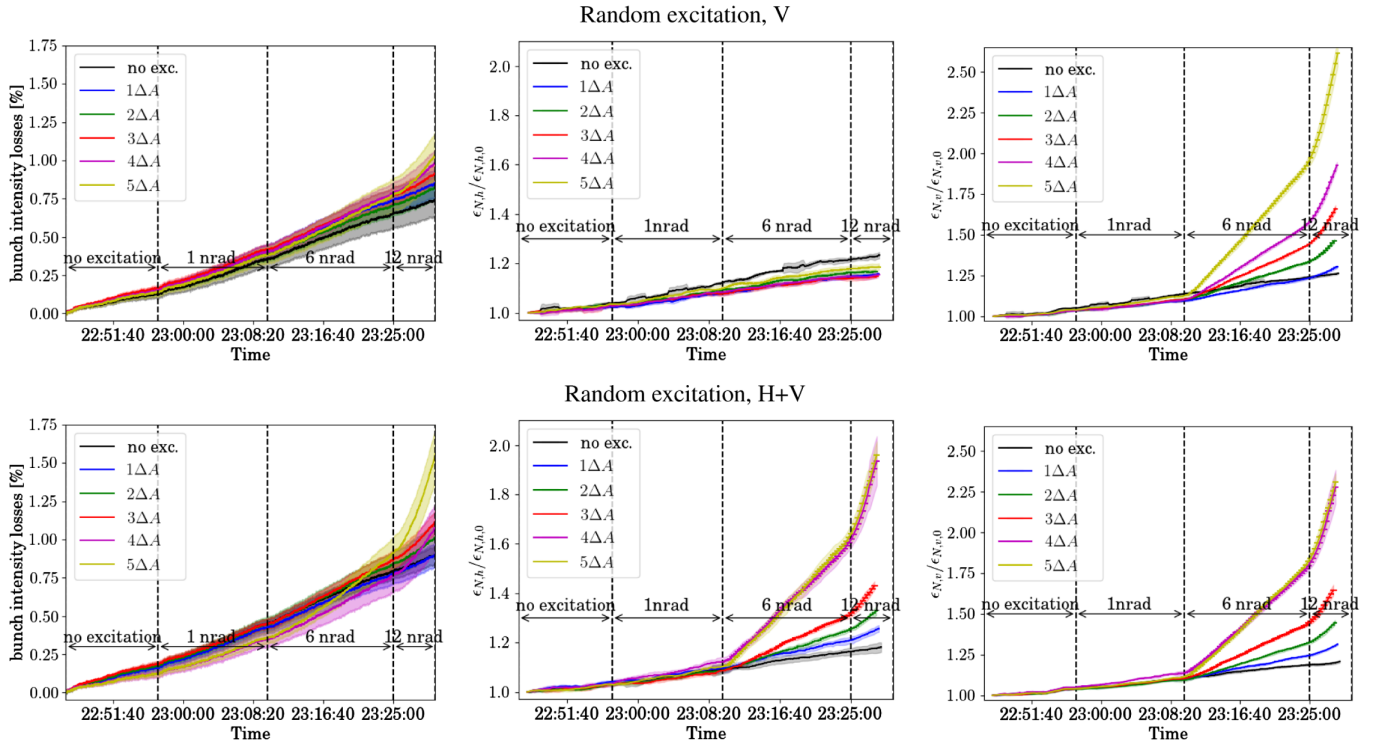 Random excitation, V
bunch intensity losses [%]
1.75
1.50
1.25
1.00
0.75
0.50
0.25
0.00
no exc.
1ΔA
2ΔA
3ΔA
4ΔA
5ΔA
no excitation
1 nrad
6 nrad
12 nrad
22:51:40
23:00:00
23:08:20
23:16:40
23:25:00
Time
ϵN,h/ϵN,h,0
2.0
1.8
1.6
1.4
1.2
1.0
no exc.
1ΔA
2ΔA
3ΔA
4ΔA
5ΔA
no excitation
1nrad
6 nrad
12 nrad
22:51:40
23:00:00
23:08:20
23:16:40
23:25:00
Time
ϵN,v/ϵN,v,0
2.50
2.25
2.00
1.75
1.50
1.25
1.00
no exc.
1ΔA
2ΔA
3ΔA
4ΔA
5ΔA
no excitation
1nrad
6 nrad
12 nrad
22:51:40
23:00:00
23:08:20
23:16:40
23:25:00
Time
Random excitation, H+V
bunch intensity losses [%]
1.75
1.50
1.25
1.00
0.75
0.50
0.25
0.00
no exc.
1ΔA
2ΔA
3ΔA
4ΔA
5ΔA
no excitation
1 nrad
6 nrad
12 nrad
22:51:40
23:00:00
23:08:20
23:16:40
23:25:00
Time
ϵN,h/ϵN,h,0
2.0
1.8
1.6
1.4
1.2
1.0
no exc.
1ΔA
2ΔA
3ΔA
4ΔA
5ΔA
no excitation
1nrad
6 nrad
12 nrad
22:51:40
23:00:00
23:08:20
23:16:40
23:25:00
Time
ϵN,v/ϵN,v,0
2.50
2.25
2.00
1.75
1.50
1.25
1.00
no exc.
1ΔA
2ΔA
3ΔA
4ΔA
5ΔA
no excitation
1nrad
6 nrad
12 nrad
22:51:40
23:00:00
23:08:20
23:16:40
23:25:00
Time